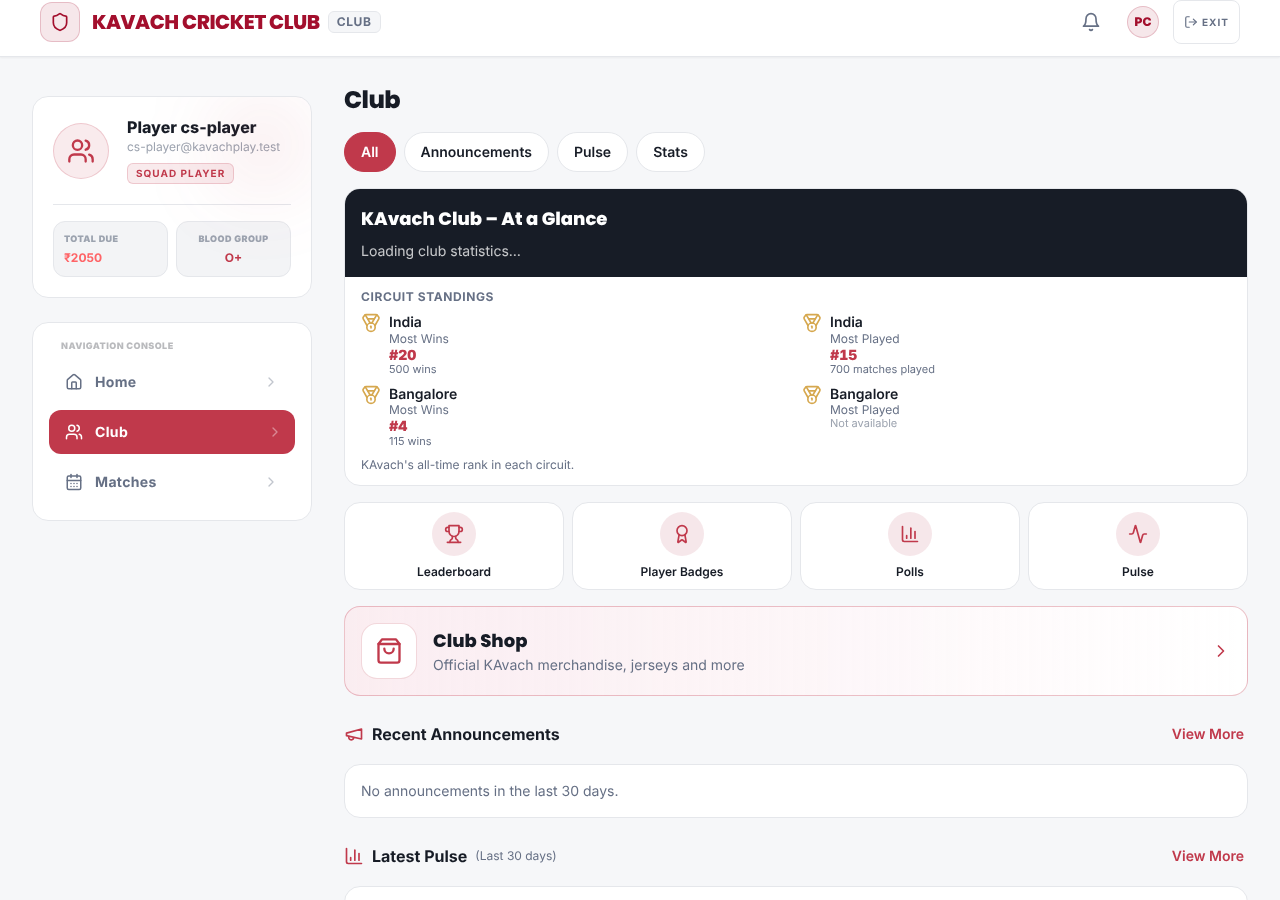 KAVACH CRICKET CLUB CLUB
PC
EXIT
Player cs-player
cs-player@kavachplay.test
SQUAD PLAYER
TOTAL DUE
₹2050
BLOOD GROUP
O+
NAVIGATION CONSOLE
Home
Club
Matches
Club
All
Announcements
Pulse
Stats
KAvach Club – At a Glance
Loading club statistics...
CIRCUIT STANDINGS
India
Most Wins
#20
500 wins
India
Most Played
#15
700 matches played
Bangalore
Most Wins
#4
115 wins
Bangalore
Most Played
Not available
KAvach's all-time rank in each circuit.
Leaderboard
Player Badges
Polls
Pulse
Club Shop
Official KAvach merchandise, jerseys and more
Recent Announcements
View More
No announcements in the last 30 days.
Latest Pulse (Last 30 days)
View More